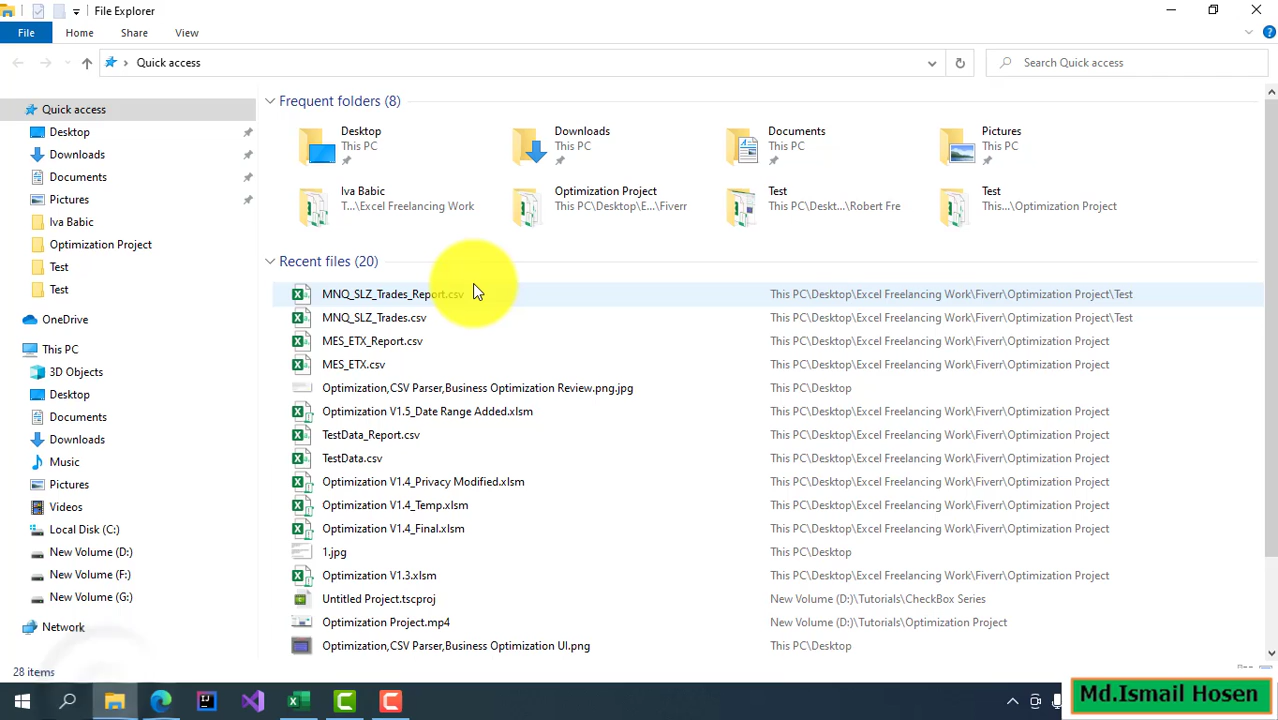 File Explorer
File Home Share View
Quick access
Search Quick access
Quick access
Desktop
Downloads
Documents
Pictures
Iva Babic
Optimization Project
Test
Test
OneDrive
This PC
3D Objects
Desktop
Documents
Downloads
Music
Pictures
Videos
Local Disk (C:)
New Volume (D:)
New Volume (F:)
New Volume (G:)
Network
Frequent folders (8)
Desktop
This PC
Downloads
This PC
Documents
This PC
Pictures
This PC
Iva Babic
T...\Excel Freelancing Work
Optimization Project
This PC\Desktop\E...\Fiverr
Test
This PC\Deskt...\Robert Fre
Test
This...\Optimization Project
Recent files (20)
MNQ_SLZ_Trades_Report.csv This PC\Desktop\Excel Freelancing Work\Fiverr\Optimization Project\Test
MNQ_SLZ_Trades.csv This PC\Desktop\Excel Freelancing Work\Fiverr\Optimization Project\Test
MES_ETX_Report.csv This PC\Desktop\Excel Freelancing Work\Fiverr\Optimization Project
MES_ETX.csv This PC\Desktop\Excel Freelancing Work\Fiverr\Optimization Project
Optimization,CSV Parser,Business Optimization Review.png.jpg This PC\Desktop
Optimization V1.5_Date Range Added.xlsm This PC\Desktop\Excel Freelancing Work\Fiverr\Optimization Project
TestData_Report.csv This PC\Desktop\Excel Freelancing Work\Fiverr\Optimization Project
TestData.csv This PC\Desktop\Excel Freelancing Work\Fiverr\Optimization Project
Optimization V1.4_Privacy Modified.xlsm This PC\Desktop\Excel Freelancing Work\Fiverr\Optimization Project
Optimization V1.4_Temp.xlsm This PC\Desktop\Excel Freelancing Work\Fiverr\Optimization Project
Optimization V1.4_Final.xlsm This PC\Desktop\Excel Freelancing Work\Fiverr\Optimization Project
1.jpg This PC\Desktop
Optimization V1.3.xlsm This PC\Desktop\Excel Freelancing Work\Fiverr\Optimization Project
Untitled Project.tscproj New Volume (D:)\Tutorials\CheckBox Series
Optimization Project.mp4 New Volume (D:)\Tutorials\Optimization Project
Optimization,CSV Parser,Business Optimization UI.png This PC\Desktop
28 items
Md.Ismail Hosen